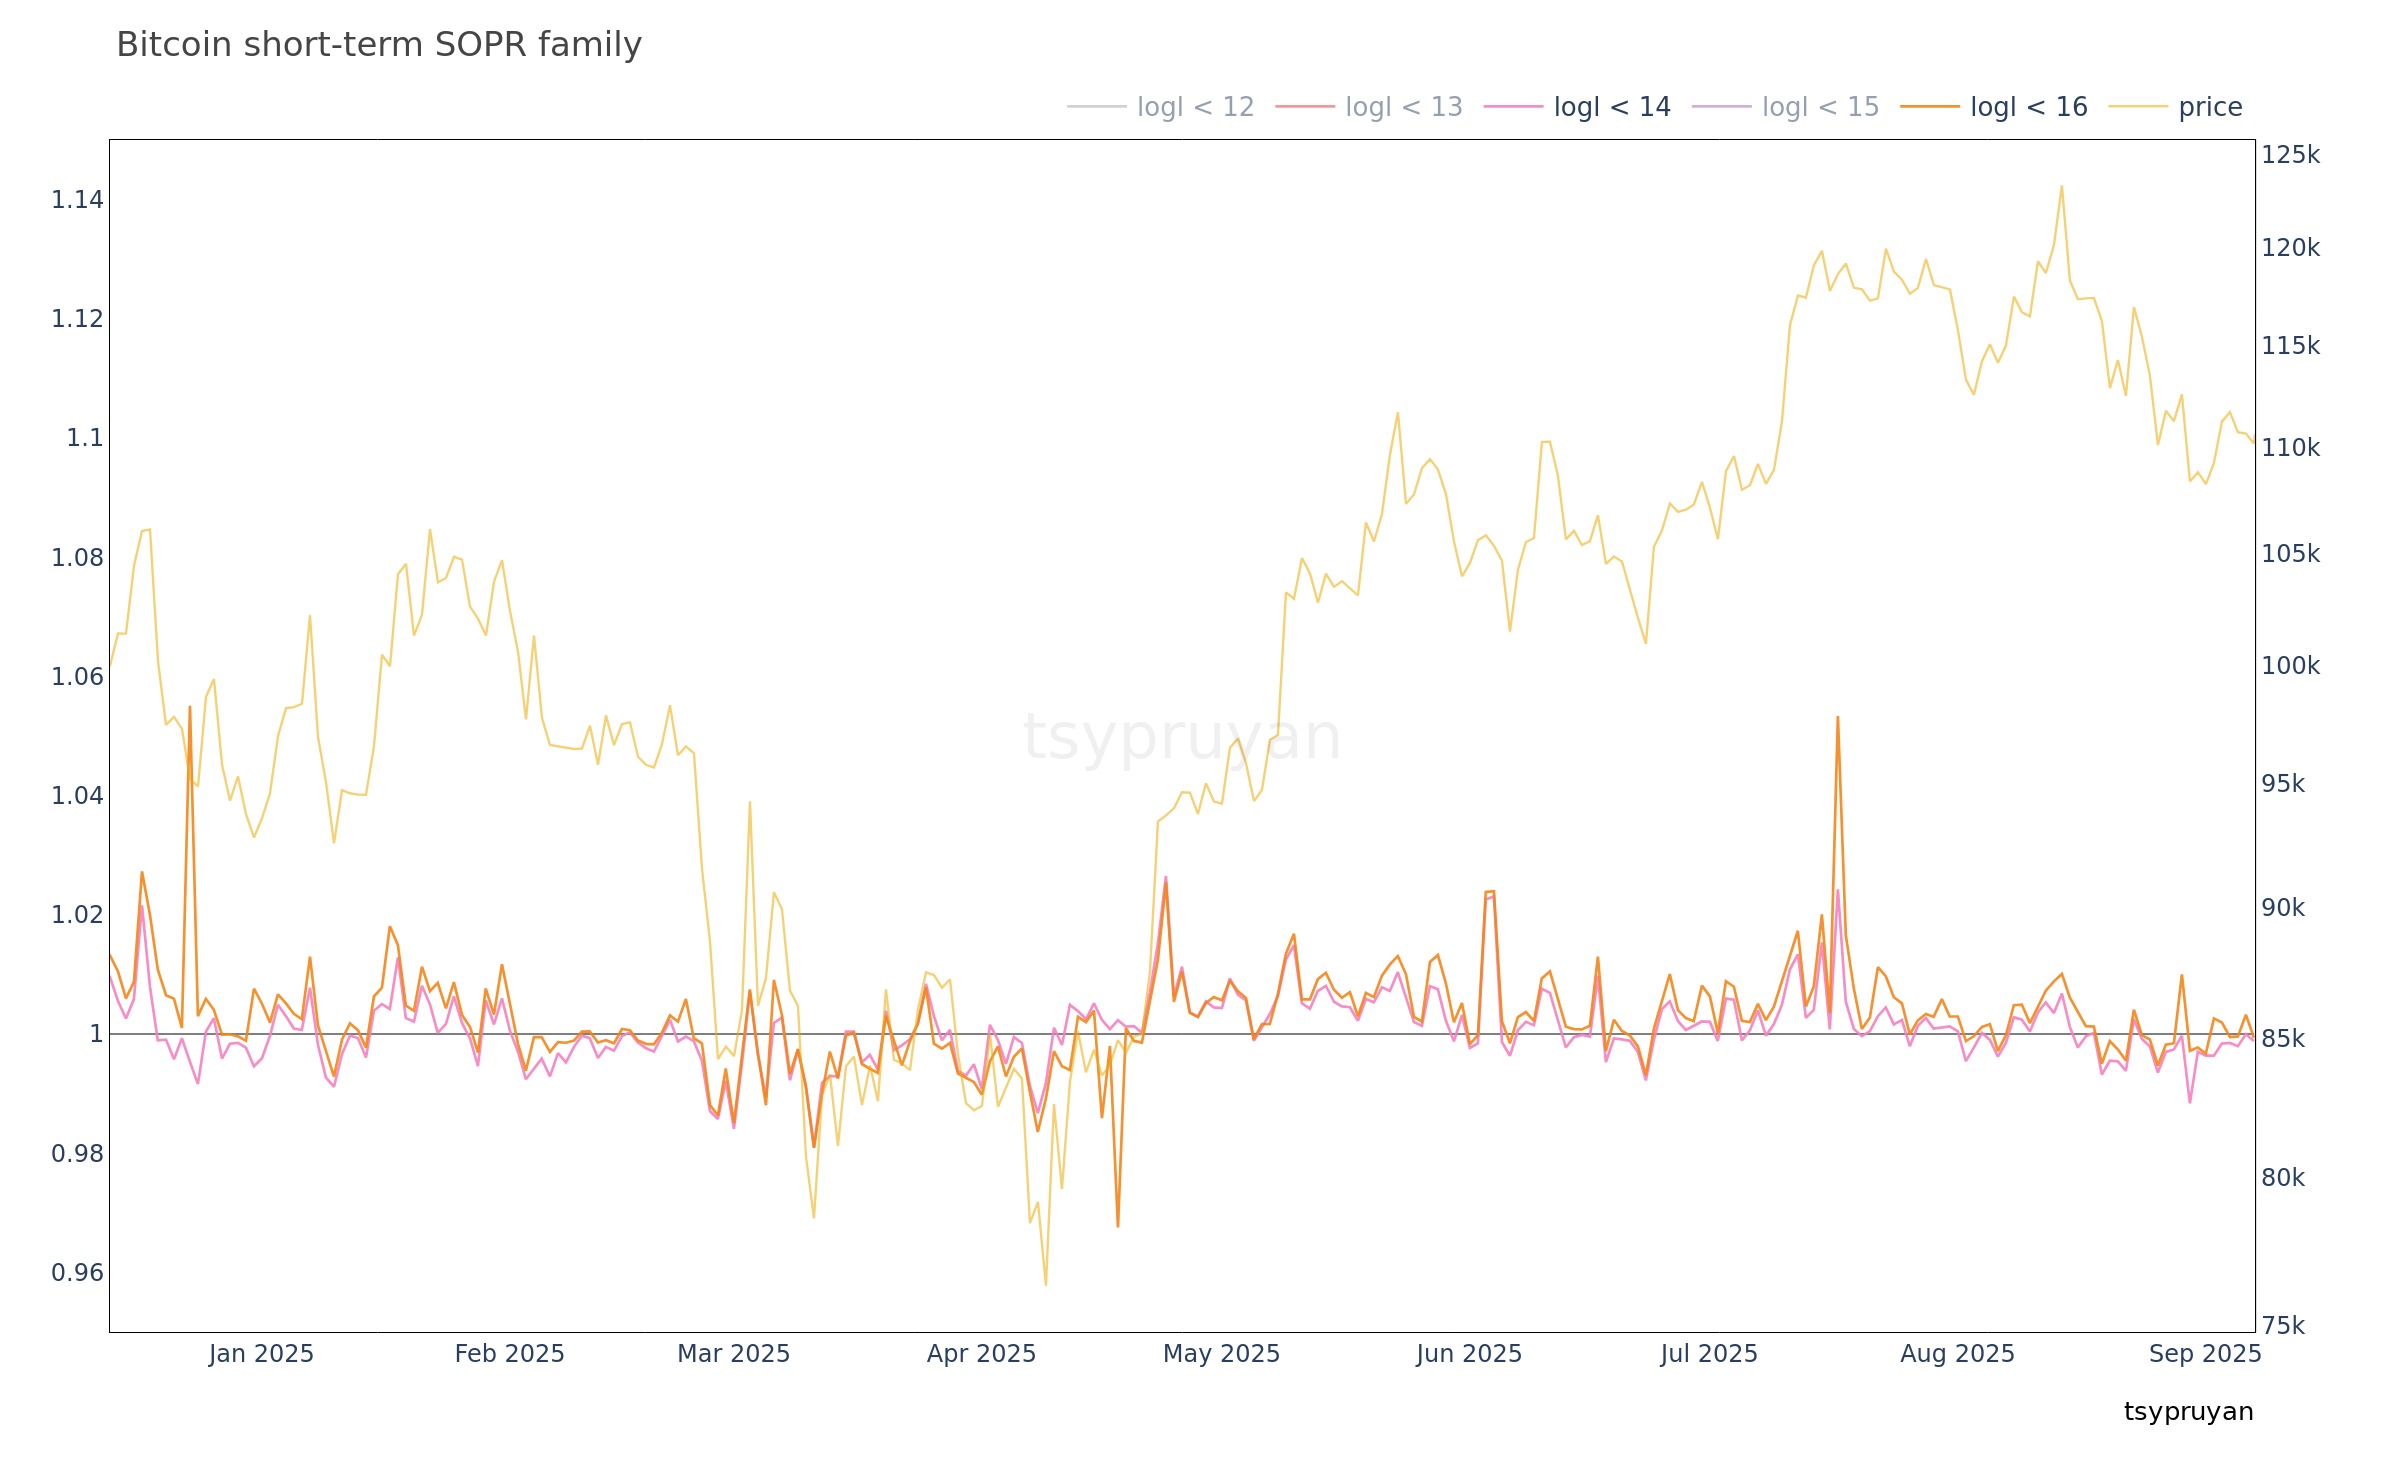 Bitcoin short-term SOPR family
logl < 12 logl < 13 logl < 14 logl < 15 logl < 16 price
1.14
1.12
1.1
1.08
1.06
1.04
1.02
1
0.98
0.96
125k
120k
115k
110k
105k
100k
95k
90k
85k
80k
75k
tsypruyan
Jan 2025 Feb 2025 Mar 2025 Apr 2025 May 2025 Jun 2025 Jul 2025 Aug 2025 Sep 2025
tsypruyan